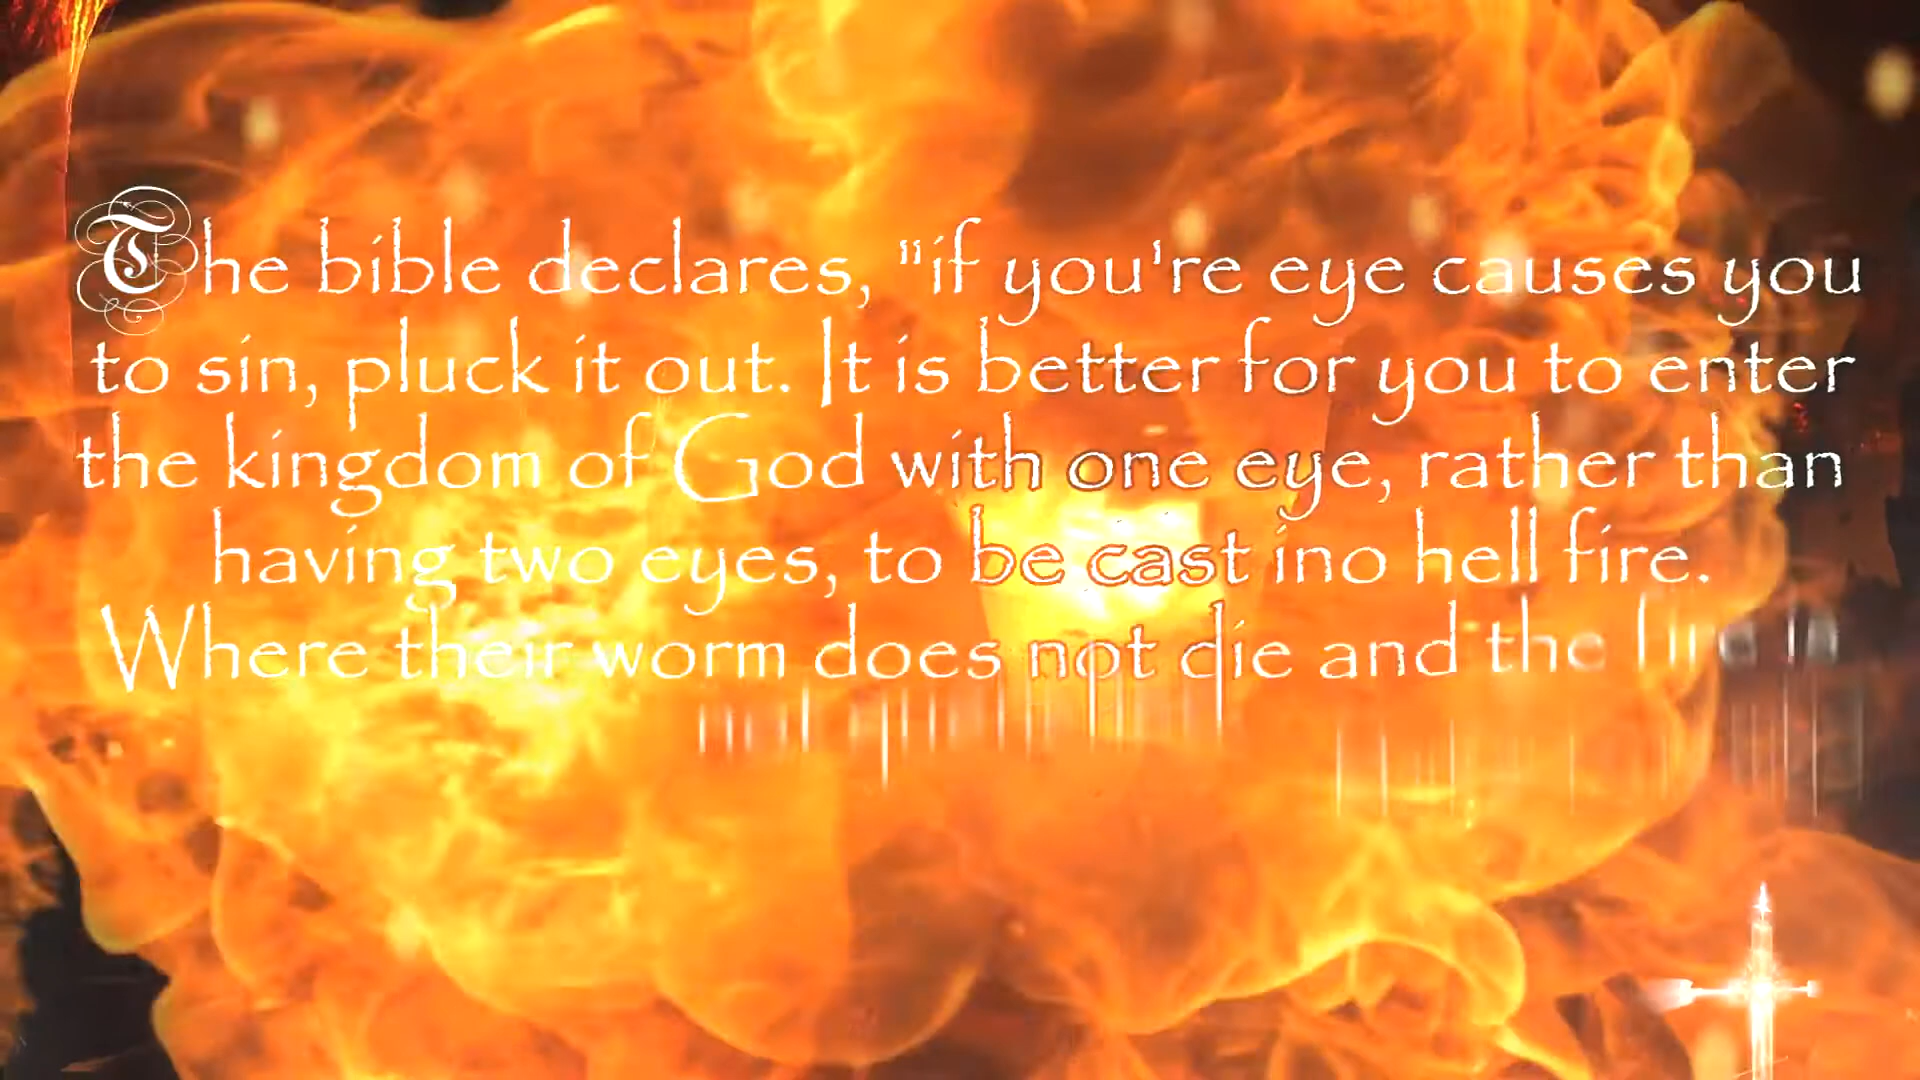 The bible declares, "if you're eye causes you
to sin, pluck it out. It is better for you to enter
the kingdom of God with one eye, rather than
having two eyes, to be cast ino hell fire.
Where their worm does not die and the fire is